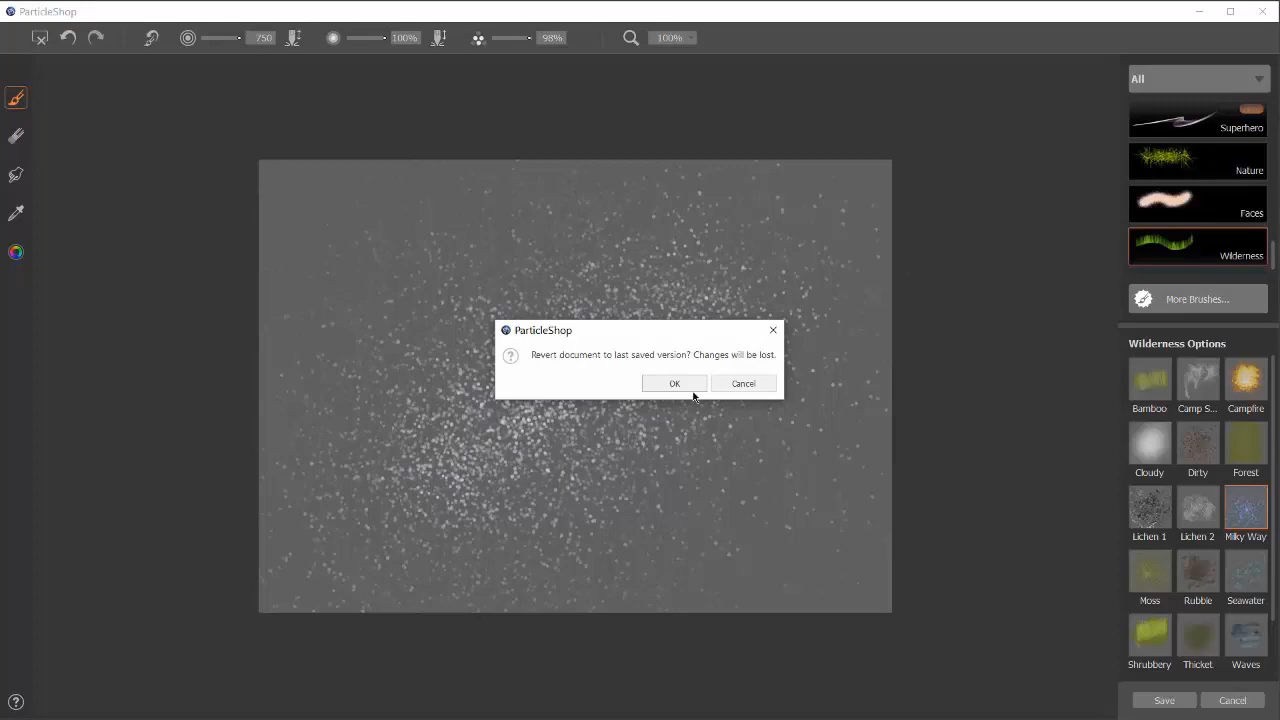 ParticleShop
750
100%
98%
100%
All
Superhero
Nature
Faces
Wilderness
More Brushes...
ParticleShop
Revert document to last saved version? Changes will be lost.
OK Cancel
Wilderness Options
Bamboo Camp S... Campfire
Cloudy Dirty Forest
Lichen 1 Lichen 2 Milky Way
Moss Rubble Seawater
Shrubbery Thicket Waves
Save Cancel